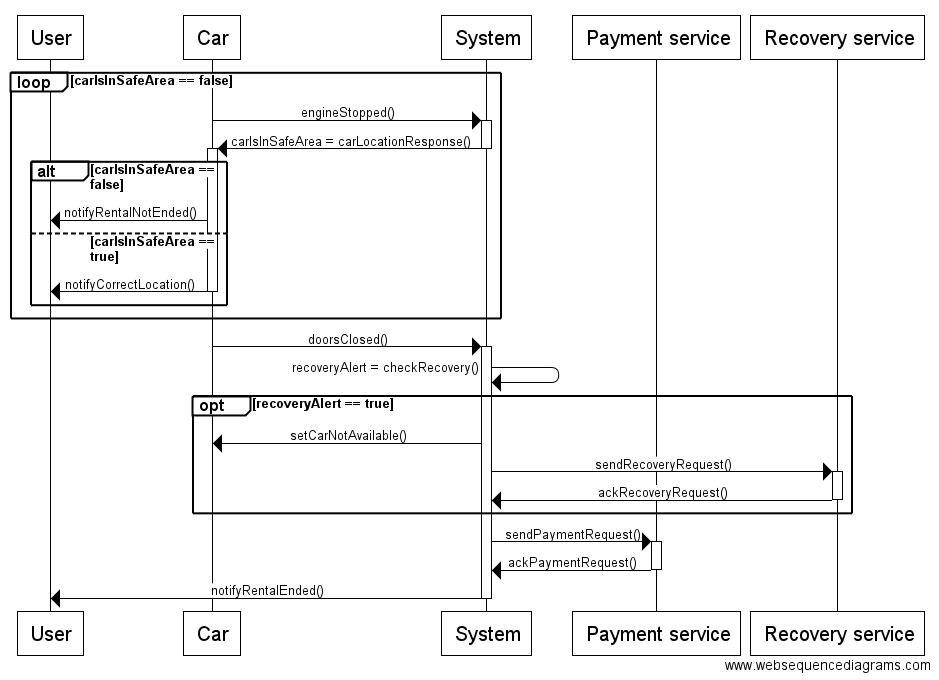 User
Car
System
Payment service
Recovery service
loop
[carIsInSafeArea == false]
engineStopped()
carIsInSafeArea = carLocationResponse()
alt
[carIsInSafeArea ==
false]
notifyRentalNotEnded()
[carIsInSafeArea ==
true]
notifyCorrectLocation()
doorsClosed()
recoveryAlert = checkRecovery()
opt
[recoveryAlert == true]
setCarNotAvailable()
sendRecoveryRequest()
ackRecoveryRequest()
sendPaymentRequest()
ackPaymentRequest()
notifyRentalEnded()
User
Car
System
Payment service
Recovery service
www.websequencediagrams.com